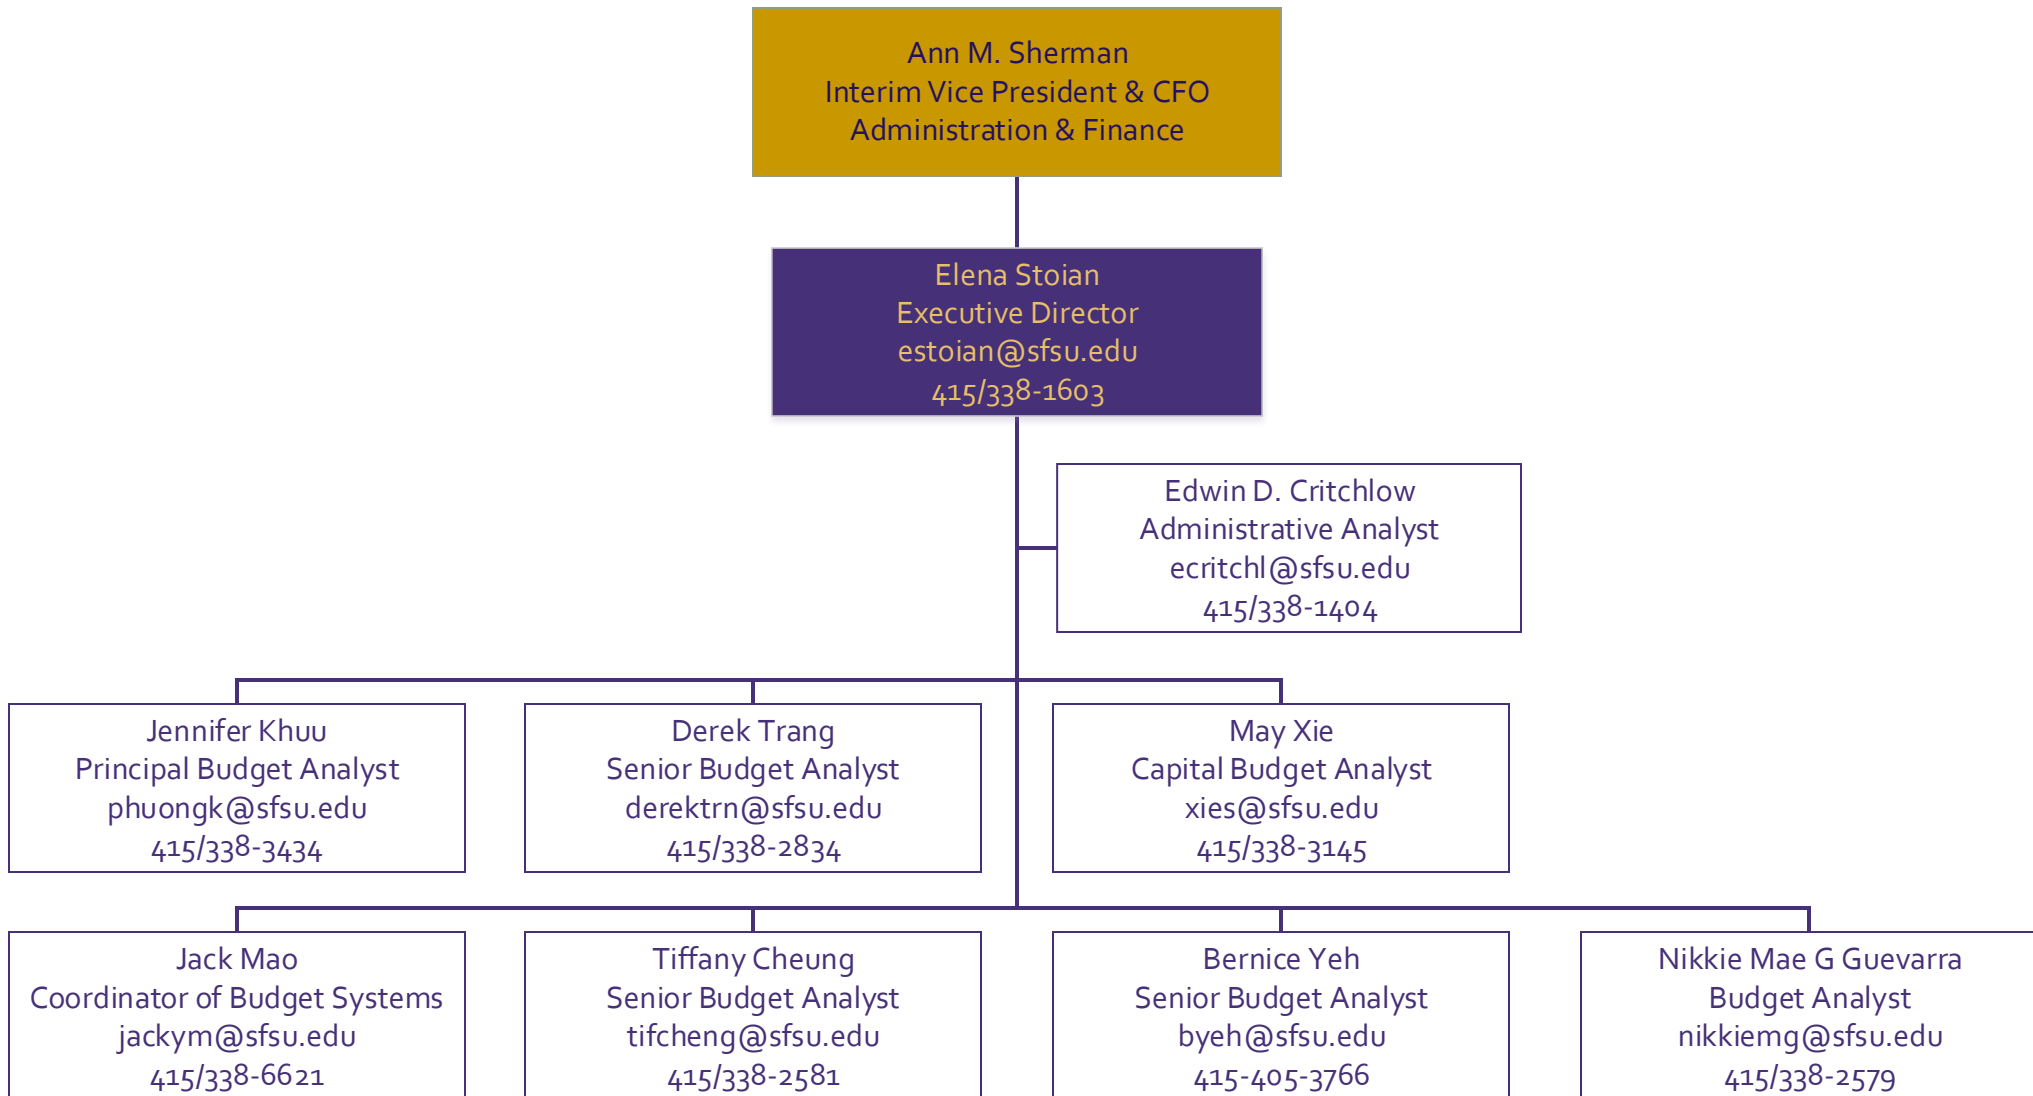 Ann M. Sherman
Interim Vice President & CFO
Administration & Finance
Elena Stoian
Executive Director
estoian@sfsu.edu
415/338-1603
Edwin D. Critchlow
Administrative Analyst
ecritchl@sfsu.edu
415/338-1404
Jennifer Khuu
Principal Budget Analyst
phuongk@sfsu.edu
415/338-3434
Derek Trang
Senior Budget Analyst
derektrn@sfsu.edu
415/338-2834
May Xie
Capital Budget Analyst
xies@sfsu.edu
415/338-3145
Jack Mao
Coordinator of Budget Systems
jackym@sfsu.edu
415/338-6621
Tiffany Cheung
Senior Budget Analyst
tifcheng@sfsu.edu
415/338-2581
Bernice Yeh
Senior Budget Analyst
byeh@sfsu.edu
415-405-3766
Nikkie Mae G Guevarra
Budget Analyst
nikkiemg@sfsu.edu
415/338-2579